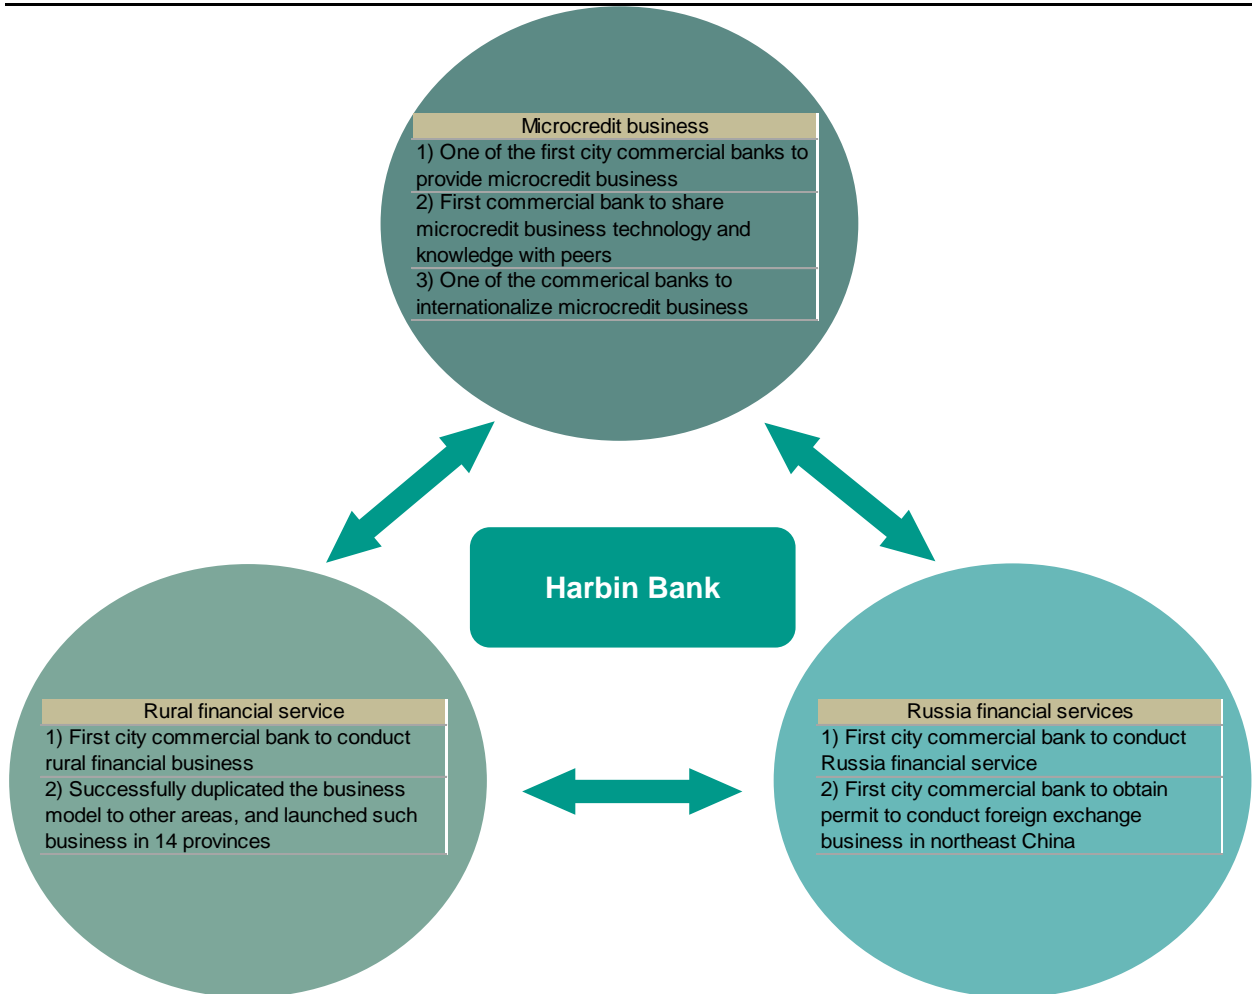 Microcredit business
1) One of the first city commercial banks to
provide microcredit business
2) First commercial bank to share
microcredit business technology and
knowledge with peers
3) One of the commerical banks to
internationalize microcredit business
Harbin Bank
Rural financial service
1) First city commercial bank to conduct
rural financial business
2) Successfully duplicated the business
model to other areas, and launched such
business in 14 provinces
Russia financial services
1) First city commercial bank to conduct
Russia financial service
2) First city commercial bank to obtain
permit to conduct foreign exchange
business in northeast China